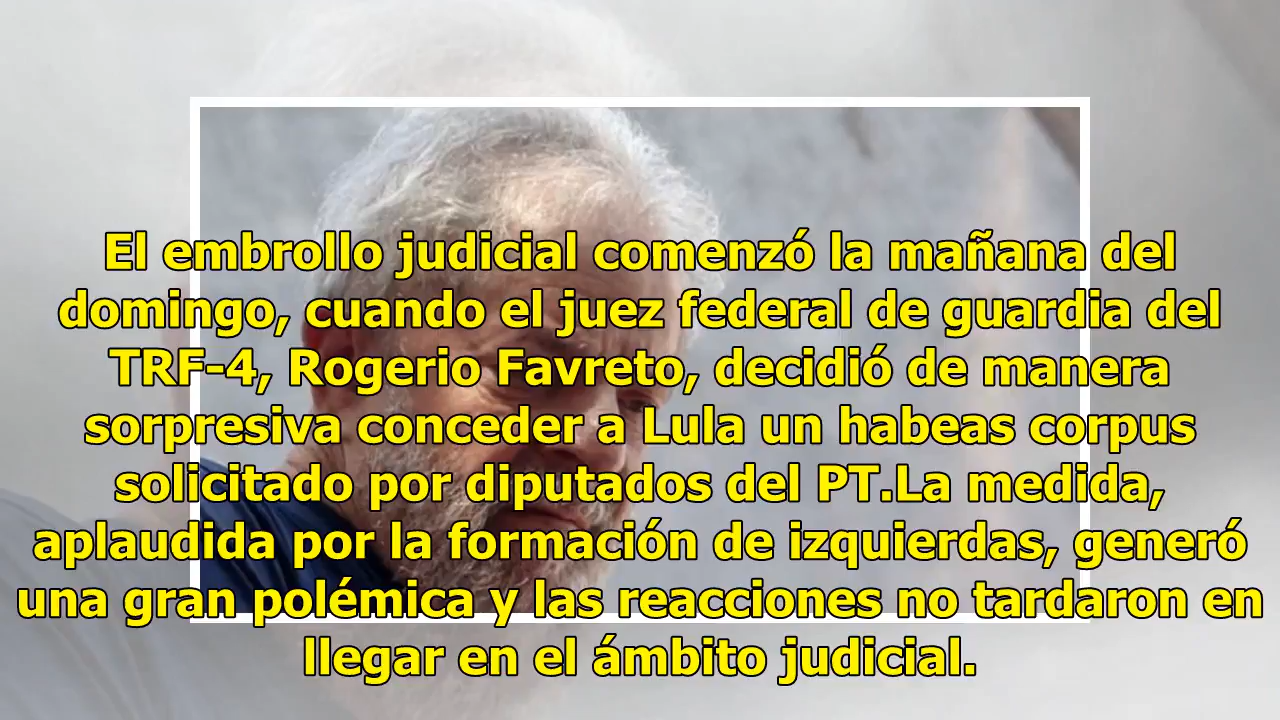 El embrollo judicial comenzó la mañana del
domingo, cuando el juez federal de guardia del
TRF-4, Rogerio Favreto, decidió de manera
sorpresiva conceder a Lula un habeas corpus
solicitado por diputados del PT.La medida,
aplaudida por la formación de izquierdas, generó
una gran polémica y las reacciones no tardaron en
llegar en el ámbito judicial.